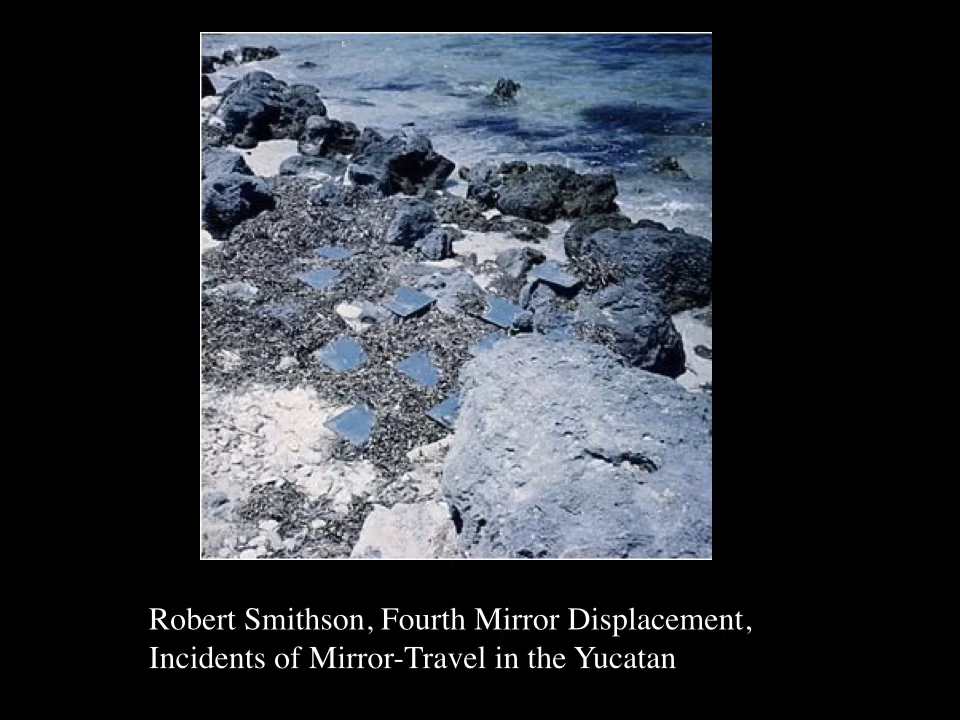 Robert Smithson, Fourth Mirror Displacement,
Incidents of Mirror-Travel in the Yucatan